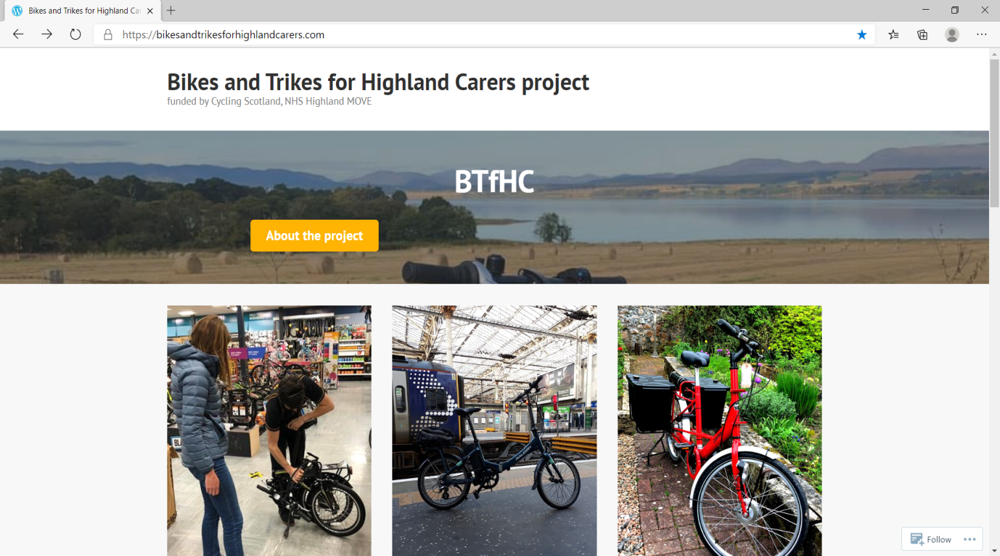 Bikes and Trikes for Highland Ca
https://bikesandtrikesforhighlandcarers.com
Bikes and Trikes for Highland Carers project
funded by Cycling Scotland, NHS Highland MOVE
BTfHC
About the project
RALEIGH
Follow